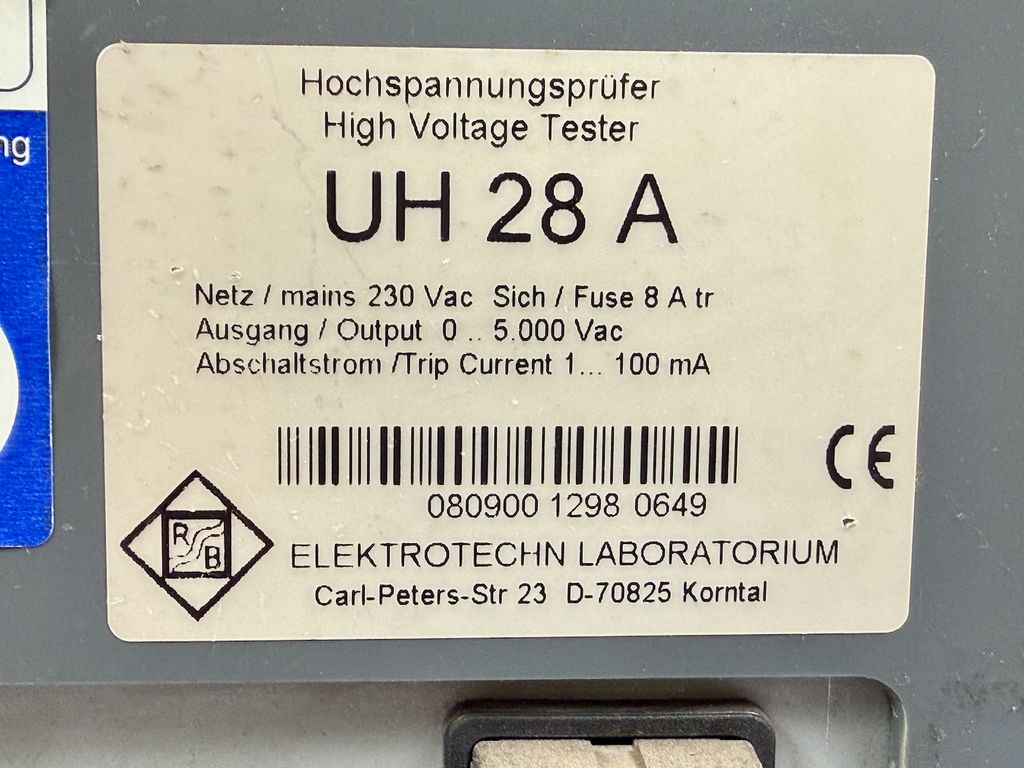 ng
Hochspannungsprüfer
High Voltage Tester
UH 28 A
Netz / mains 230 Vac Sich / Fuse 8 A tr
Ausgang / Output 0 .. 5.000 Vac
Abschaltstrom /Trip Current 1... 100 mA
080900 1298 0649
CE
R
B
ELEKTROTECHN LABORATORIUM
Carl-Peters-Str 23 D-70825 Korntal